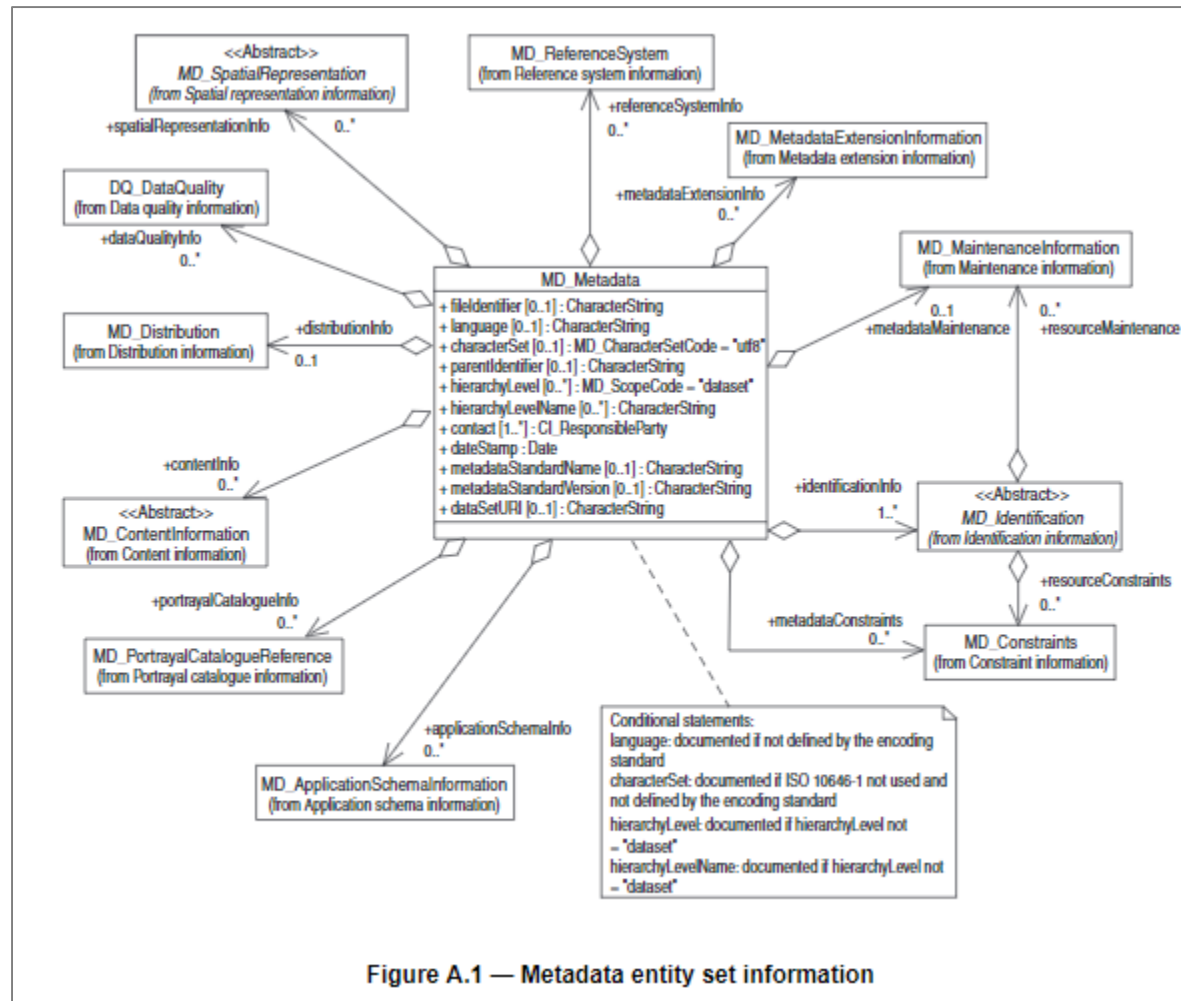 <<Abstract>>
MD_SpatialRepresentation
(from Spatial representation information)
+spatialRepresentationInfo
0..*
MD_ReferenceSystem
(from Reference system information)
+referenceSystemInfo
0..*
MD_MetadataExtensionInformation
(from Metadata extension information)
+metadataExtensionInfo
0..*
DQ_DataQuality
(from Data quality information)
+dataQualityInfo
0..*
MD_MaintenanceInformation
(from Maintenance information)
0..1
+metadataMaintenance
0..*
+resourceMaintenance
MD_Distribution
(from Distribution information)
+distributionInfo
0..1
MD_Metadata
+ fileIdentifier [0..1] : CharacterString
+ language [0..1] : CharacterString
+ characterSet [0..1] : MD_CharacterSetCode = "utf8"
+ parentIdentifier [0..1] : CharacterString
+ hierarchyLevel [0..*] : MD_ScopeCode = "dataset"
+ hierarchyLevelName [0..*] : CharacterString
+ contact [1..*] : CI_ResponsibleParty
+ dateStamp : Date
+ metadataStandardName [0..1] : CharacterString
+ metadataStandardVersion [0..1] : CharacterString
+ dataSetURI [0..1] : CharacterString
+contentInfo
0..*
<<Abstract>>
MD_ContentInformation
(from Content information)
+identificationInfo
1..*
<<Abstract>>
MD_Identification
(from Identification information)
+resourceConstraints
0..*
+portrayalCatalogueInfo
0..*
MD_PortrayalCatalogueReference
(from Portrayal catalogue information)
+metadataConstraints
0..*
MD_Constraints
(from Constraint information)
+applicationSchemaInfo
0..*
MD_ApplicationSchemaInformation
(from Application schema information)
Conditional statements:
language: documented if not defined by the encoding
standard
characterSet: documented if ISO 10646-1 not used and
not defined by the encoding standard
hierarchyLevel: documented if hierarchyLevel not
= "dataset"
hierarchyLevelName: documented if hierarchyLevel not
= "dataset"
Figure A.1 — Metadata entity set information